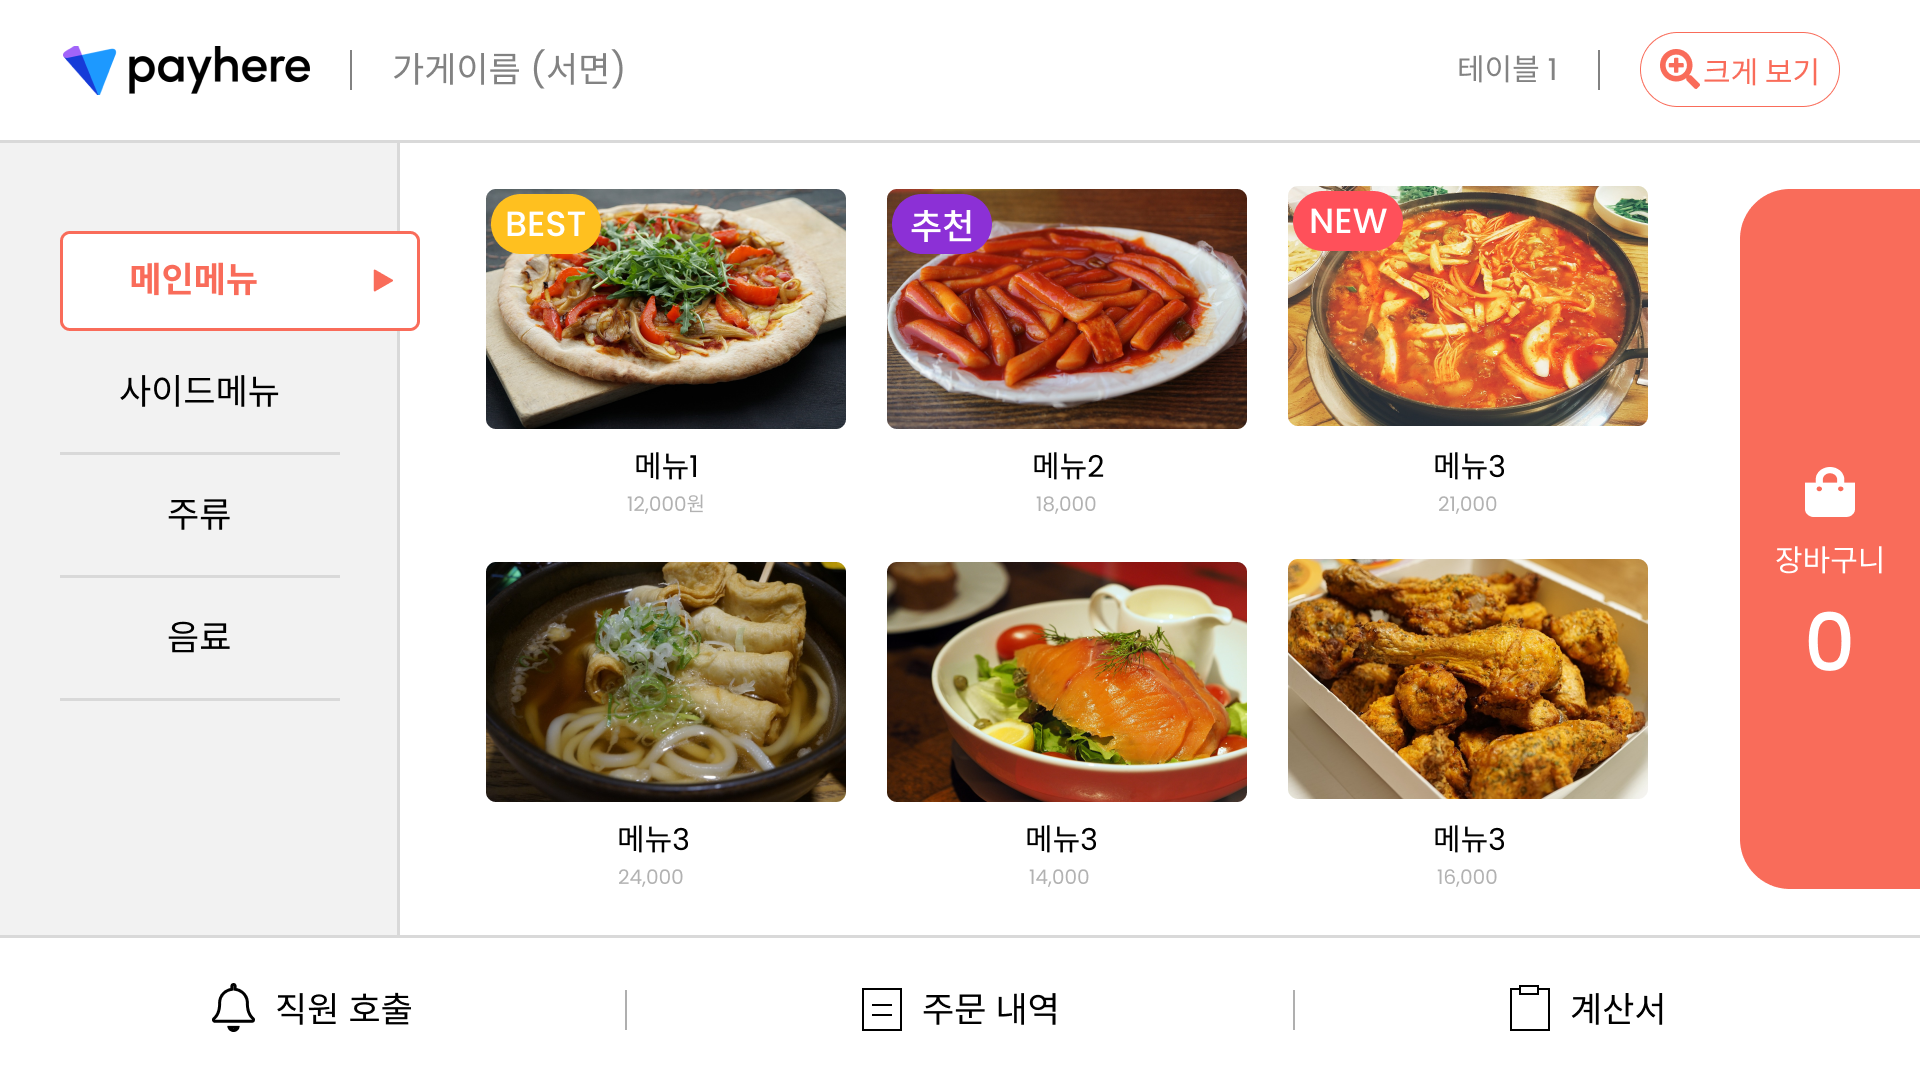 payhere
가게이름 (서면)
테이블 1
크게 보기
메인메뉴
사이드메뉴
주류
음료
BEST
추천
NEW
메뉴1
메뉴2
메뉴3
12,000원
18,000
21,000
메뉴3
메뉴3
메뉴3
24,000
14,000
16,000
장바구니
0
직원 호출
주문 내역
계산서